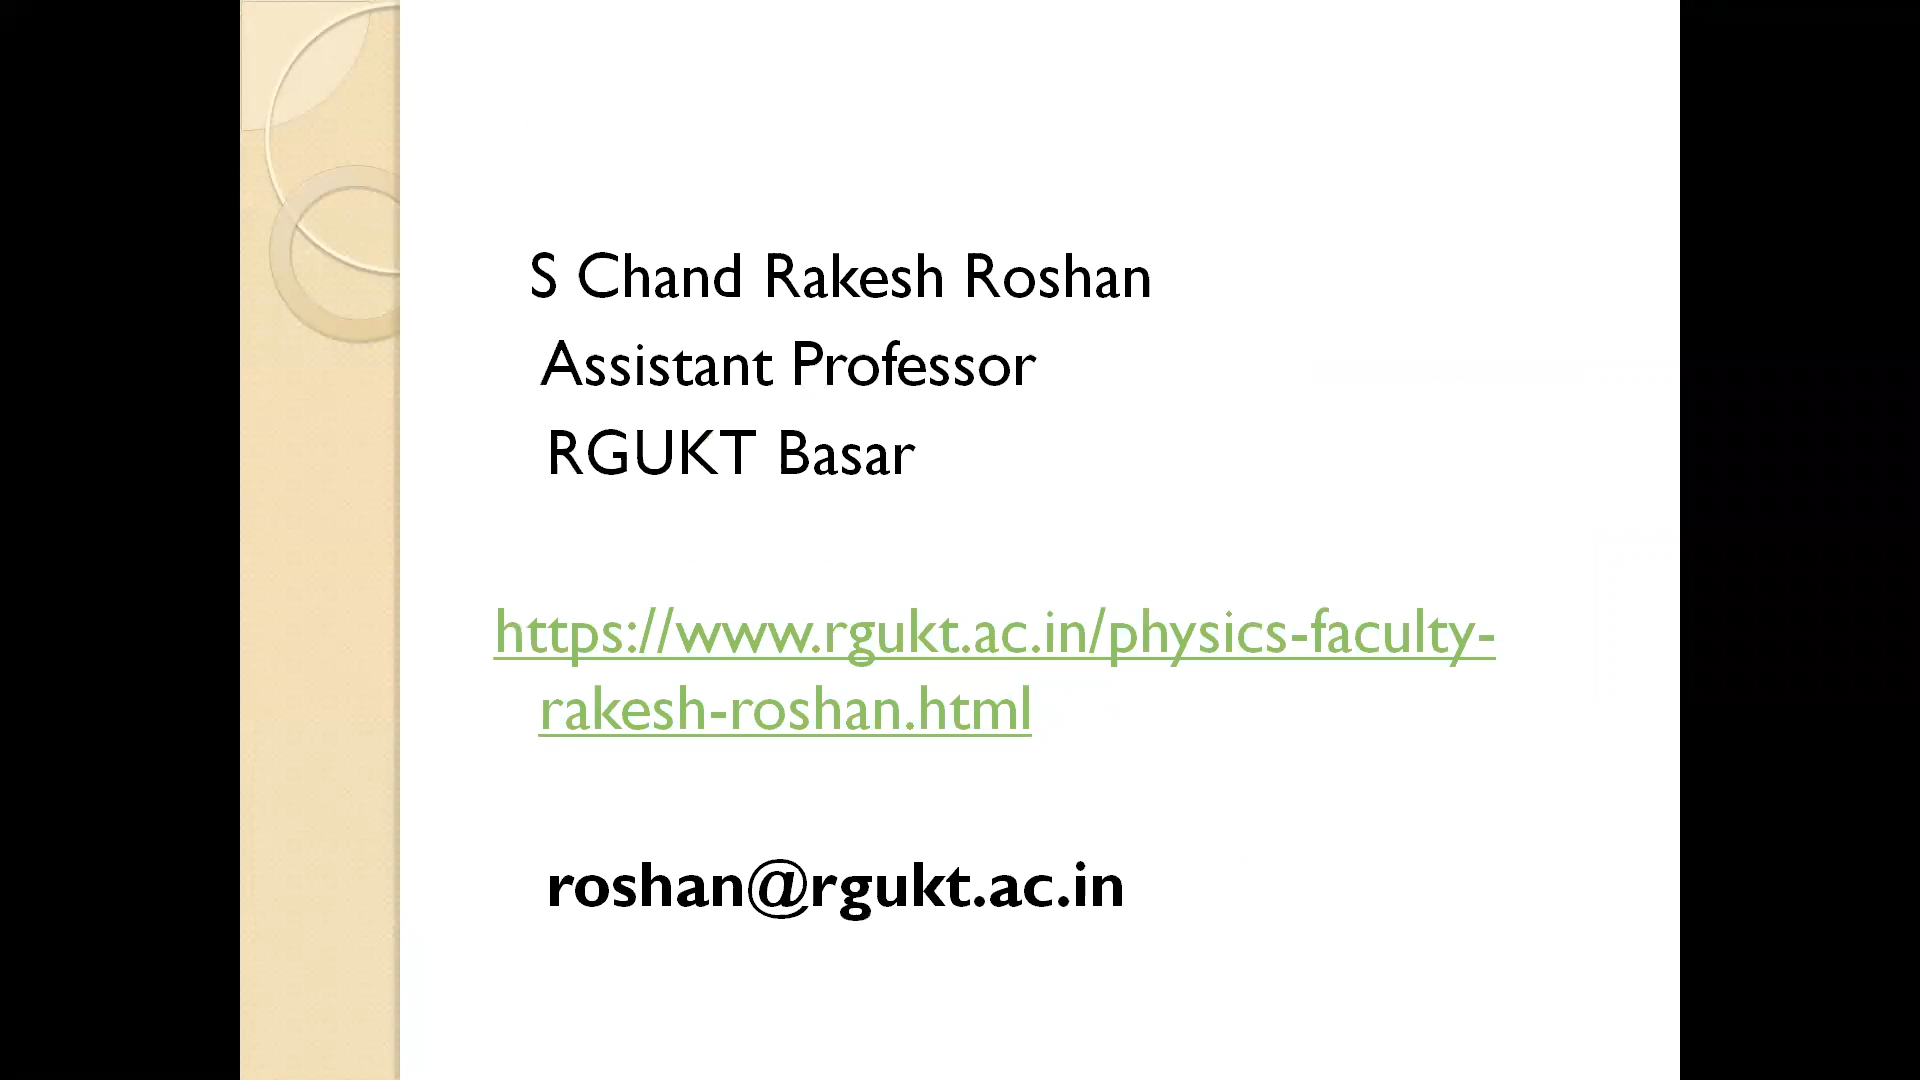 S Chand Rakesh Roshan
Assistant Professor
RGUKT Basar
https://www.rgukt.ac.in/physics-faculty-
rakesh-roshan.html
roshan@rgukt.ac.in